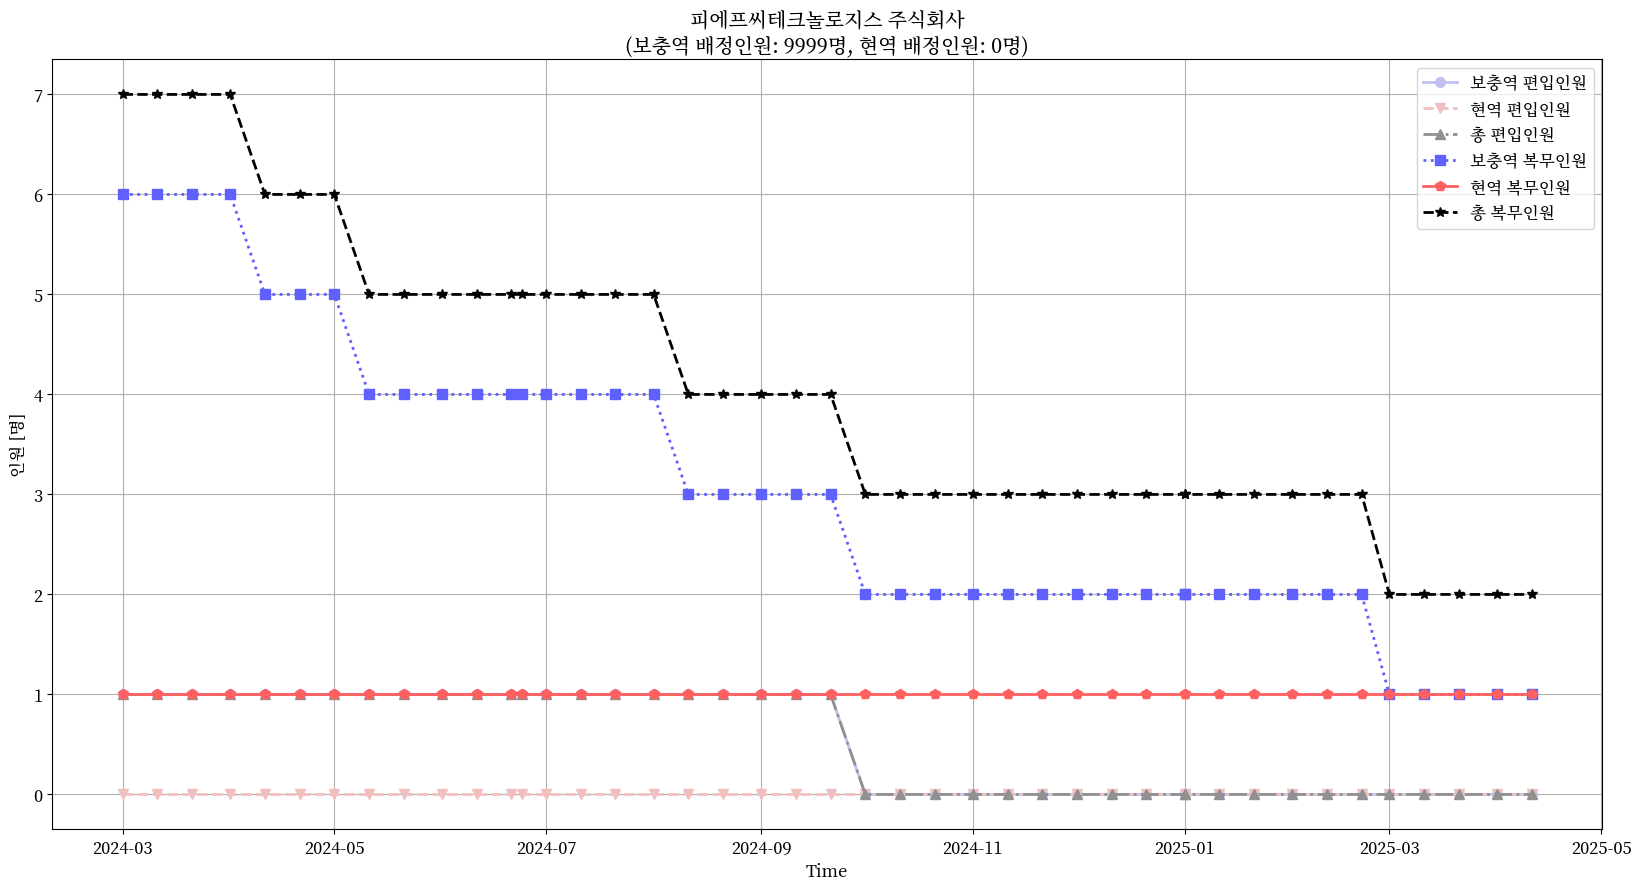 피에프씨테크놀로지스 주식회사
(보충역 배정인원: 9999명, 현역 배정인원: 0명)
보충역 편입인원
현역 편입인원
총 편입인원
보충역 복무인원
현역 복무인원
총 복무인원
인원 [명]
7
6
5
4
3
2
1
0
2024-03
2024-05
2024-07
2024-09
2024-11
2025-01
2025-03
2025-05
Time